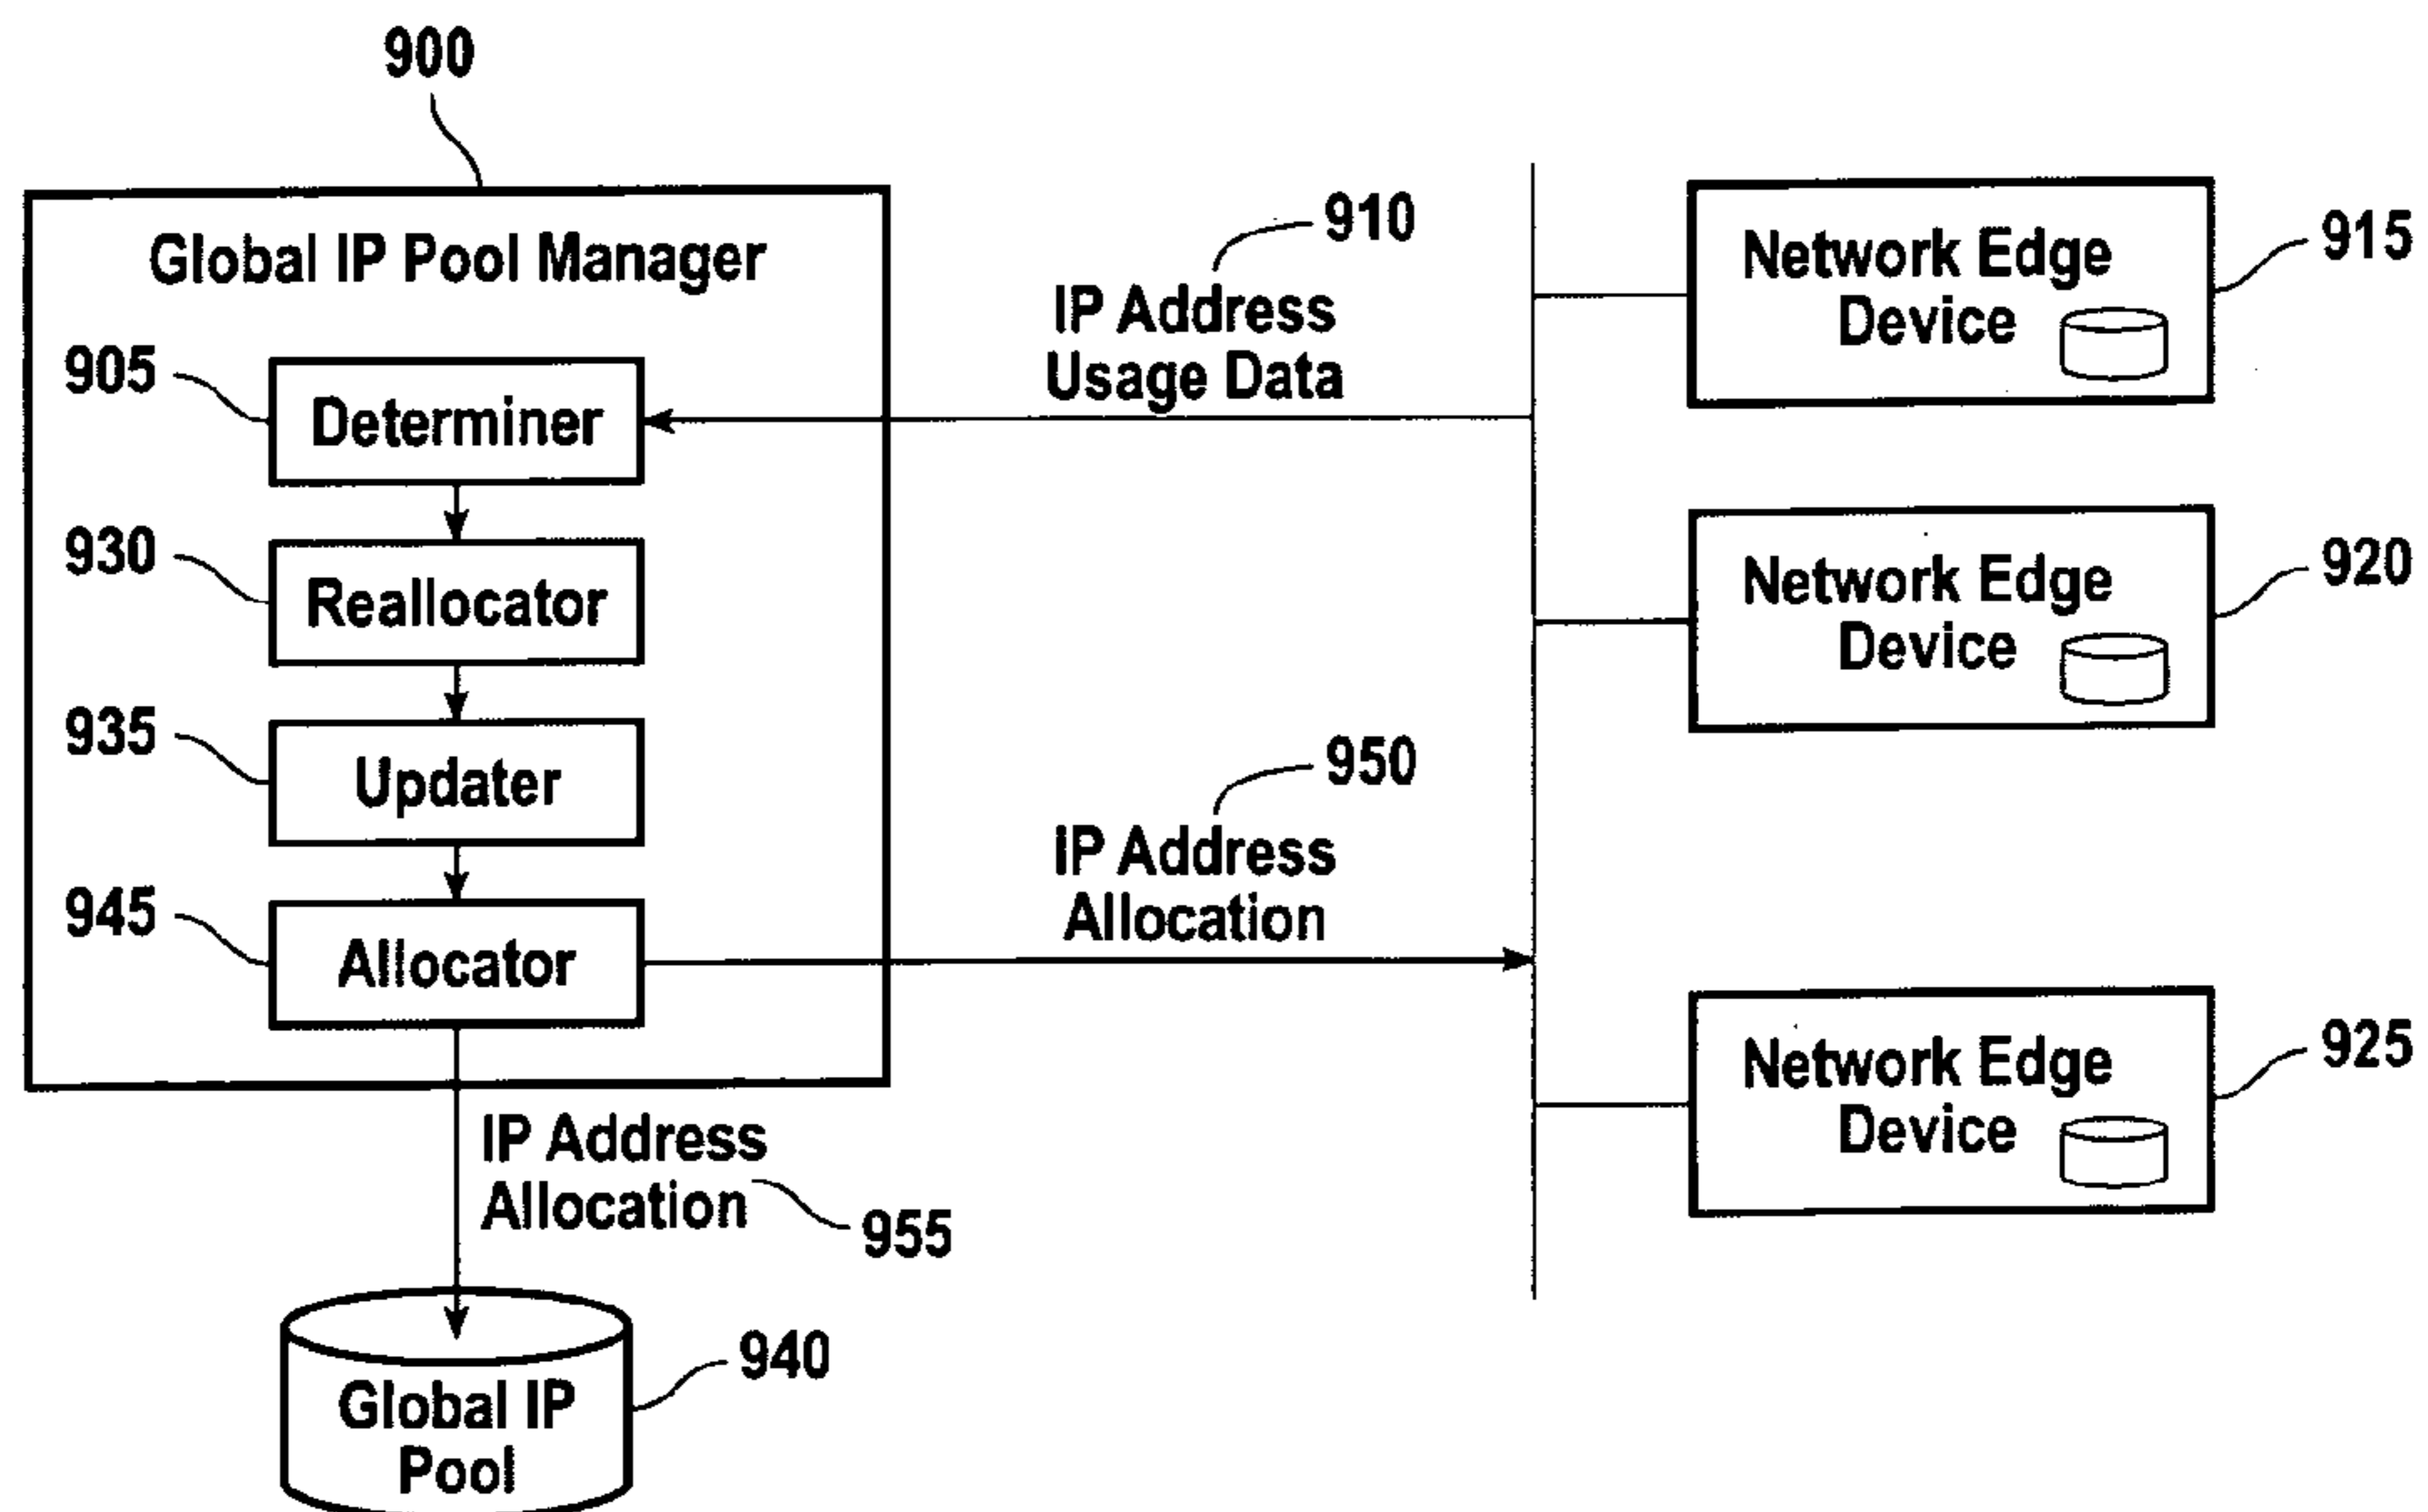 900
Global IP Pool Manager
905
Determiner
930
Reallocator
935
Updater
945
Allocator
910
IP Address
Usage Data
950
IP Address
Allocation
IP Address
Allocation
955
Global IP
Pool
940
Network Edge
Device
915
Network Edge
Device
920
Network Edge
Device
925